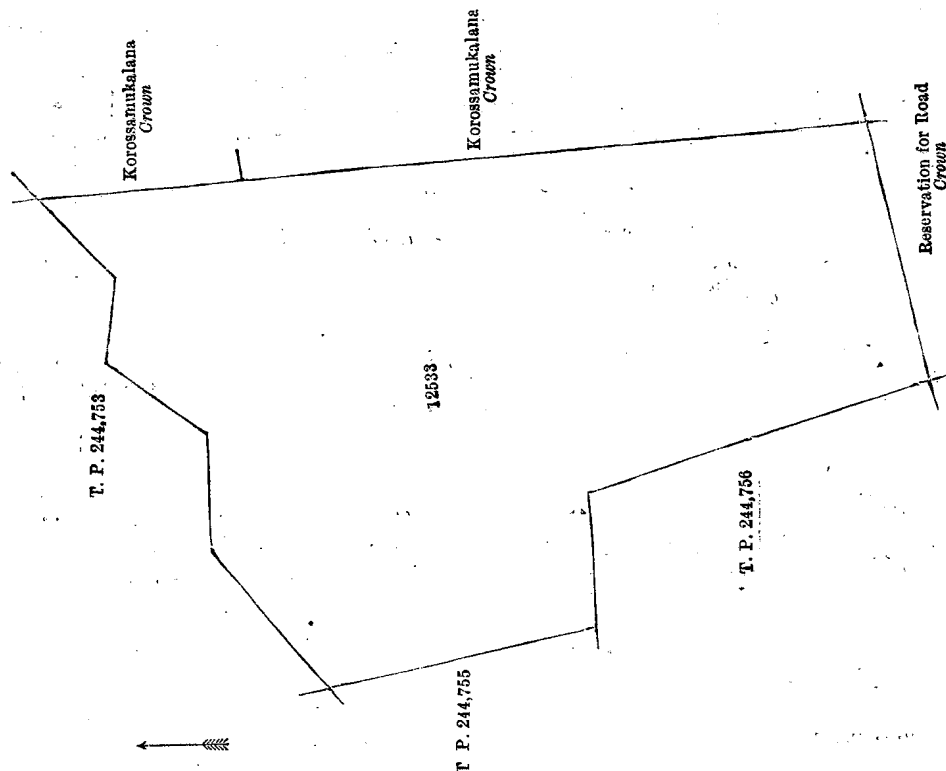 Korossamukalana
Crown
T. P. 244,753
Korossamukalana
Crown
12533
T. P. 244,756
T P. 244,755
Reservation for Road
Crown